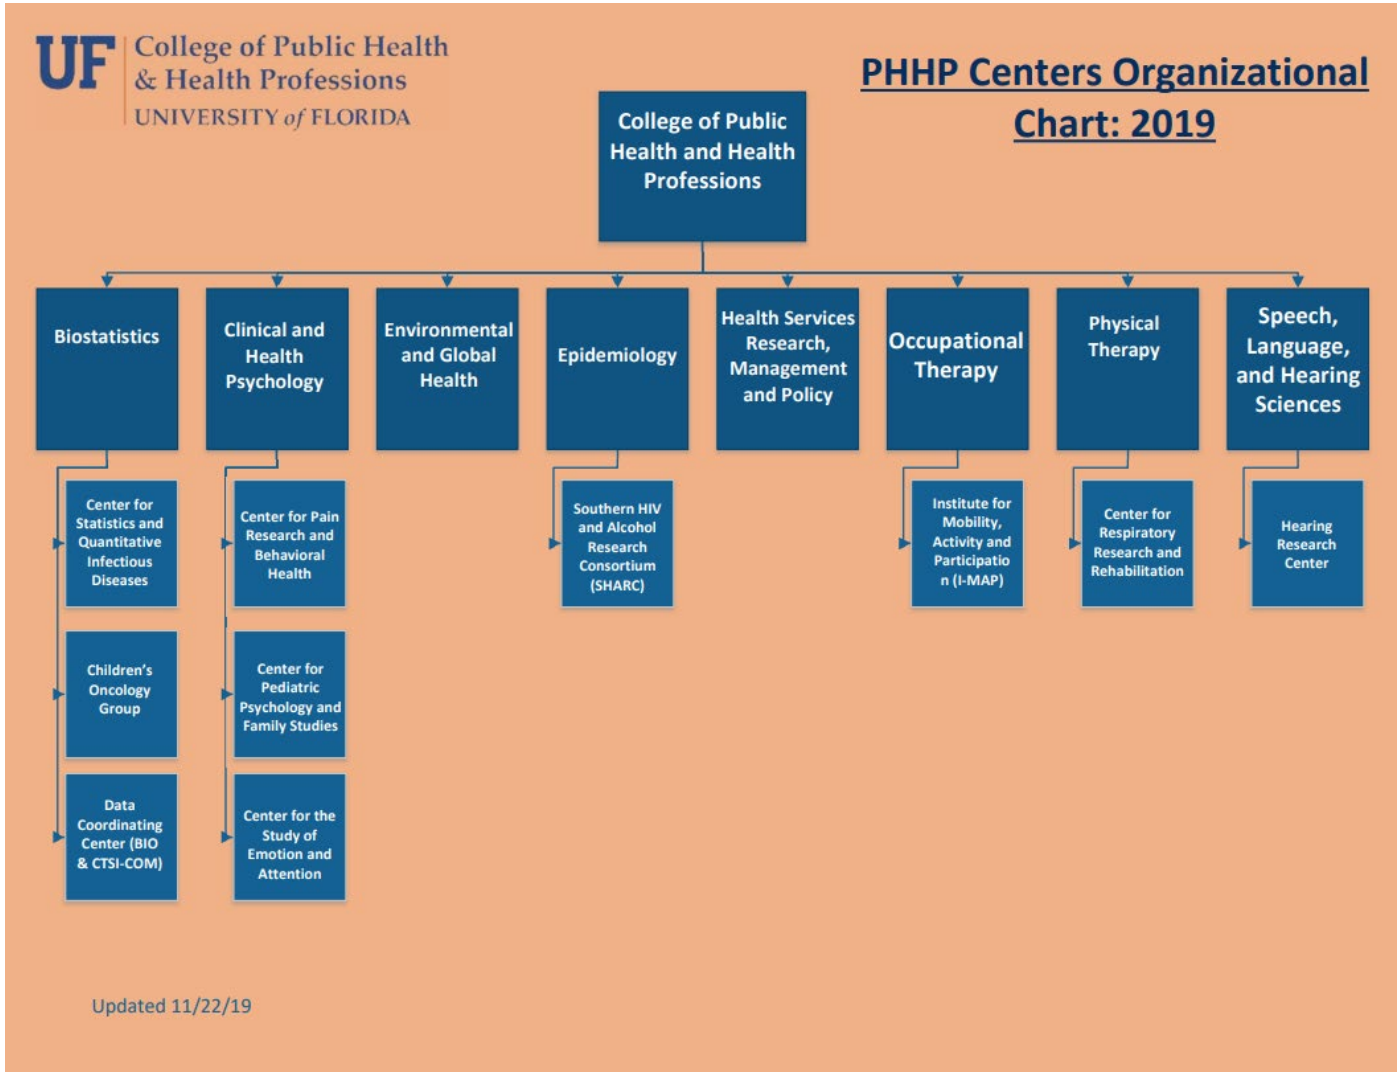 UF
College of Public Health
& Health Professions
UNIVERSITY of FLORIDA
PHHP Centers Organizational
Chart: 2019
College of Public
Health and Health
Professions
Biostatistics
Clinical and
Health
Psychology
Environmental
and Global
Health
Epidemiology
Health Services
Research,
Management
and Policy
Occupational
Therapy
Physical
Therapy
Speech,
Language,
and Hearing
Sciences
Center for
Statistics and
Quantitative
Infectious
Diseases
Center for Pain
Research and
Behavioral
Health
Southern HIV
and Alcohol
Research
Consortium
(SHARC)
Institute for
Mobility,
Activity and
Participatio
n (I-MAP)
Center for
Respiratory
Research and
Rehabilitation
Hearing
Research
Center
Children's
Oncology
Group
Center for
Pediatric
Psychology and
Family Studies
Data
Coordinating
Center (BIO
& CTSI-COM)
Center for the
Study of
Emotion and
Attention
Updated 11/22/19